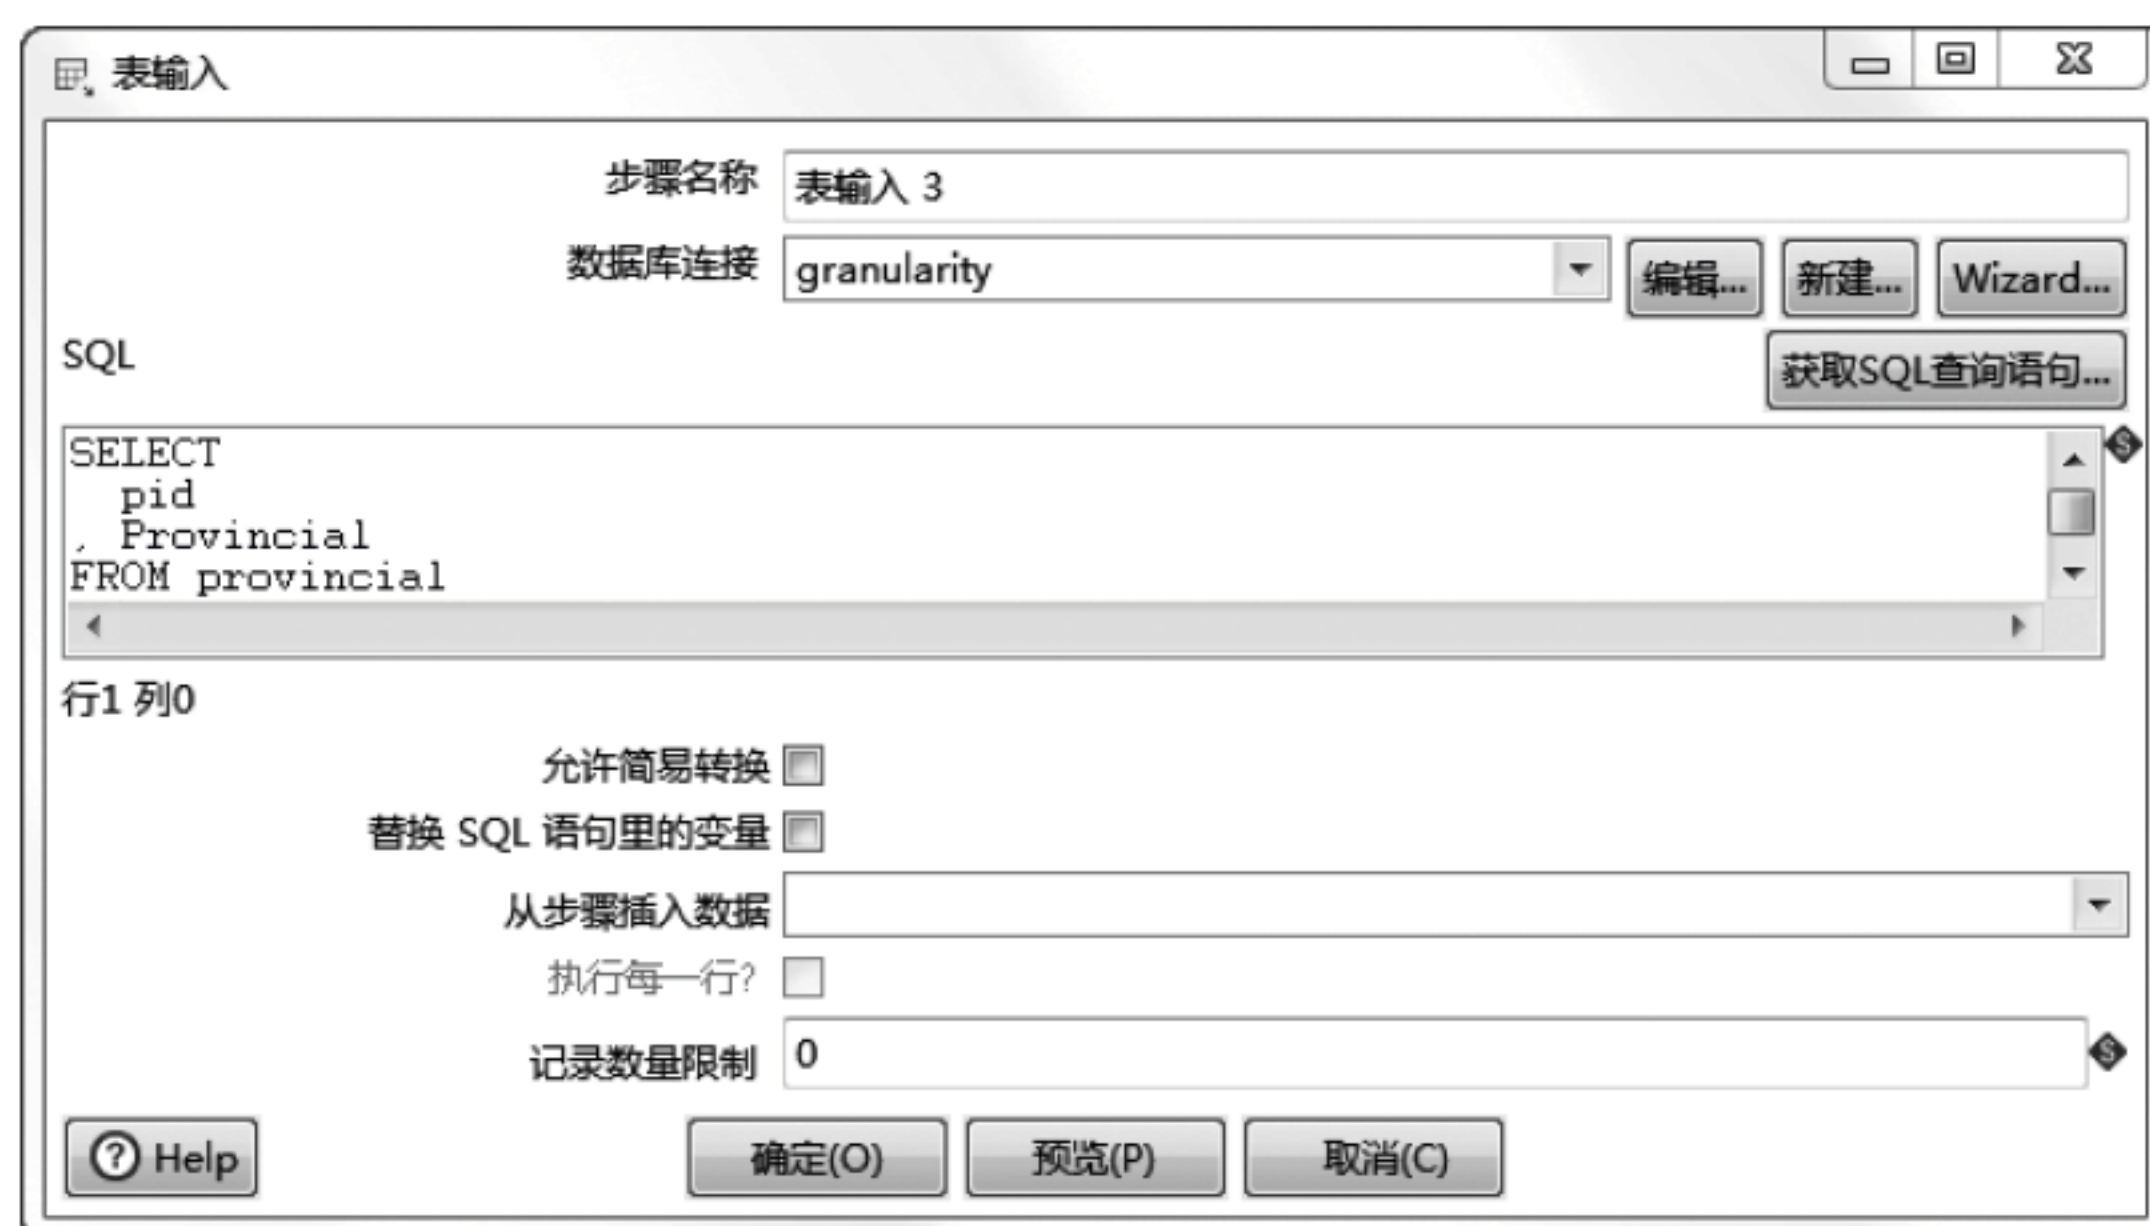 表输入
步骤名称 表输入 3
数据库连接 granularity 编辑... 新建... Wizard...
SQL
获取SQL查询语句...
SELECT
pid
, Provincial
FROM provincial
行1 列0
允许简易转换
替换 SQL 语句里的变量
从步骤插入数据
执行每一行?
记录数量限制 0
Help 确定(O) 预览(P) 取消(C)